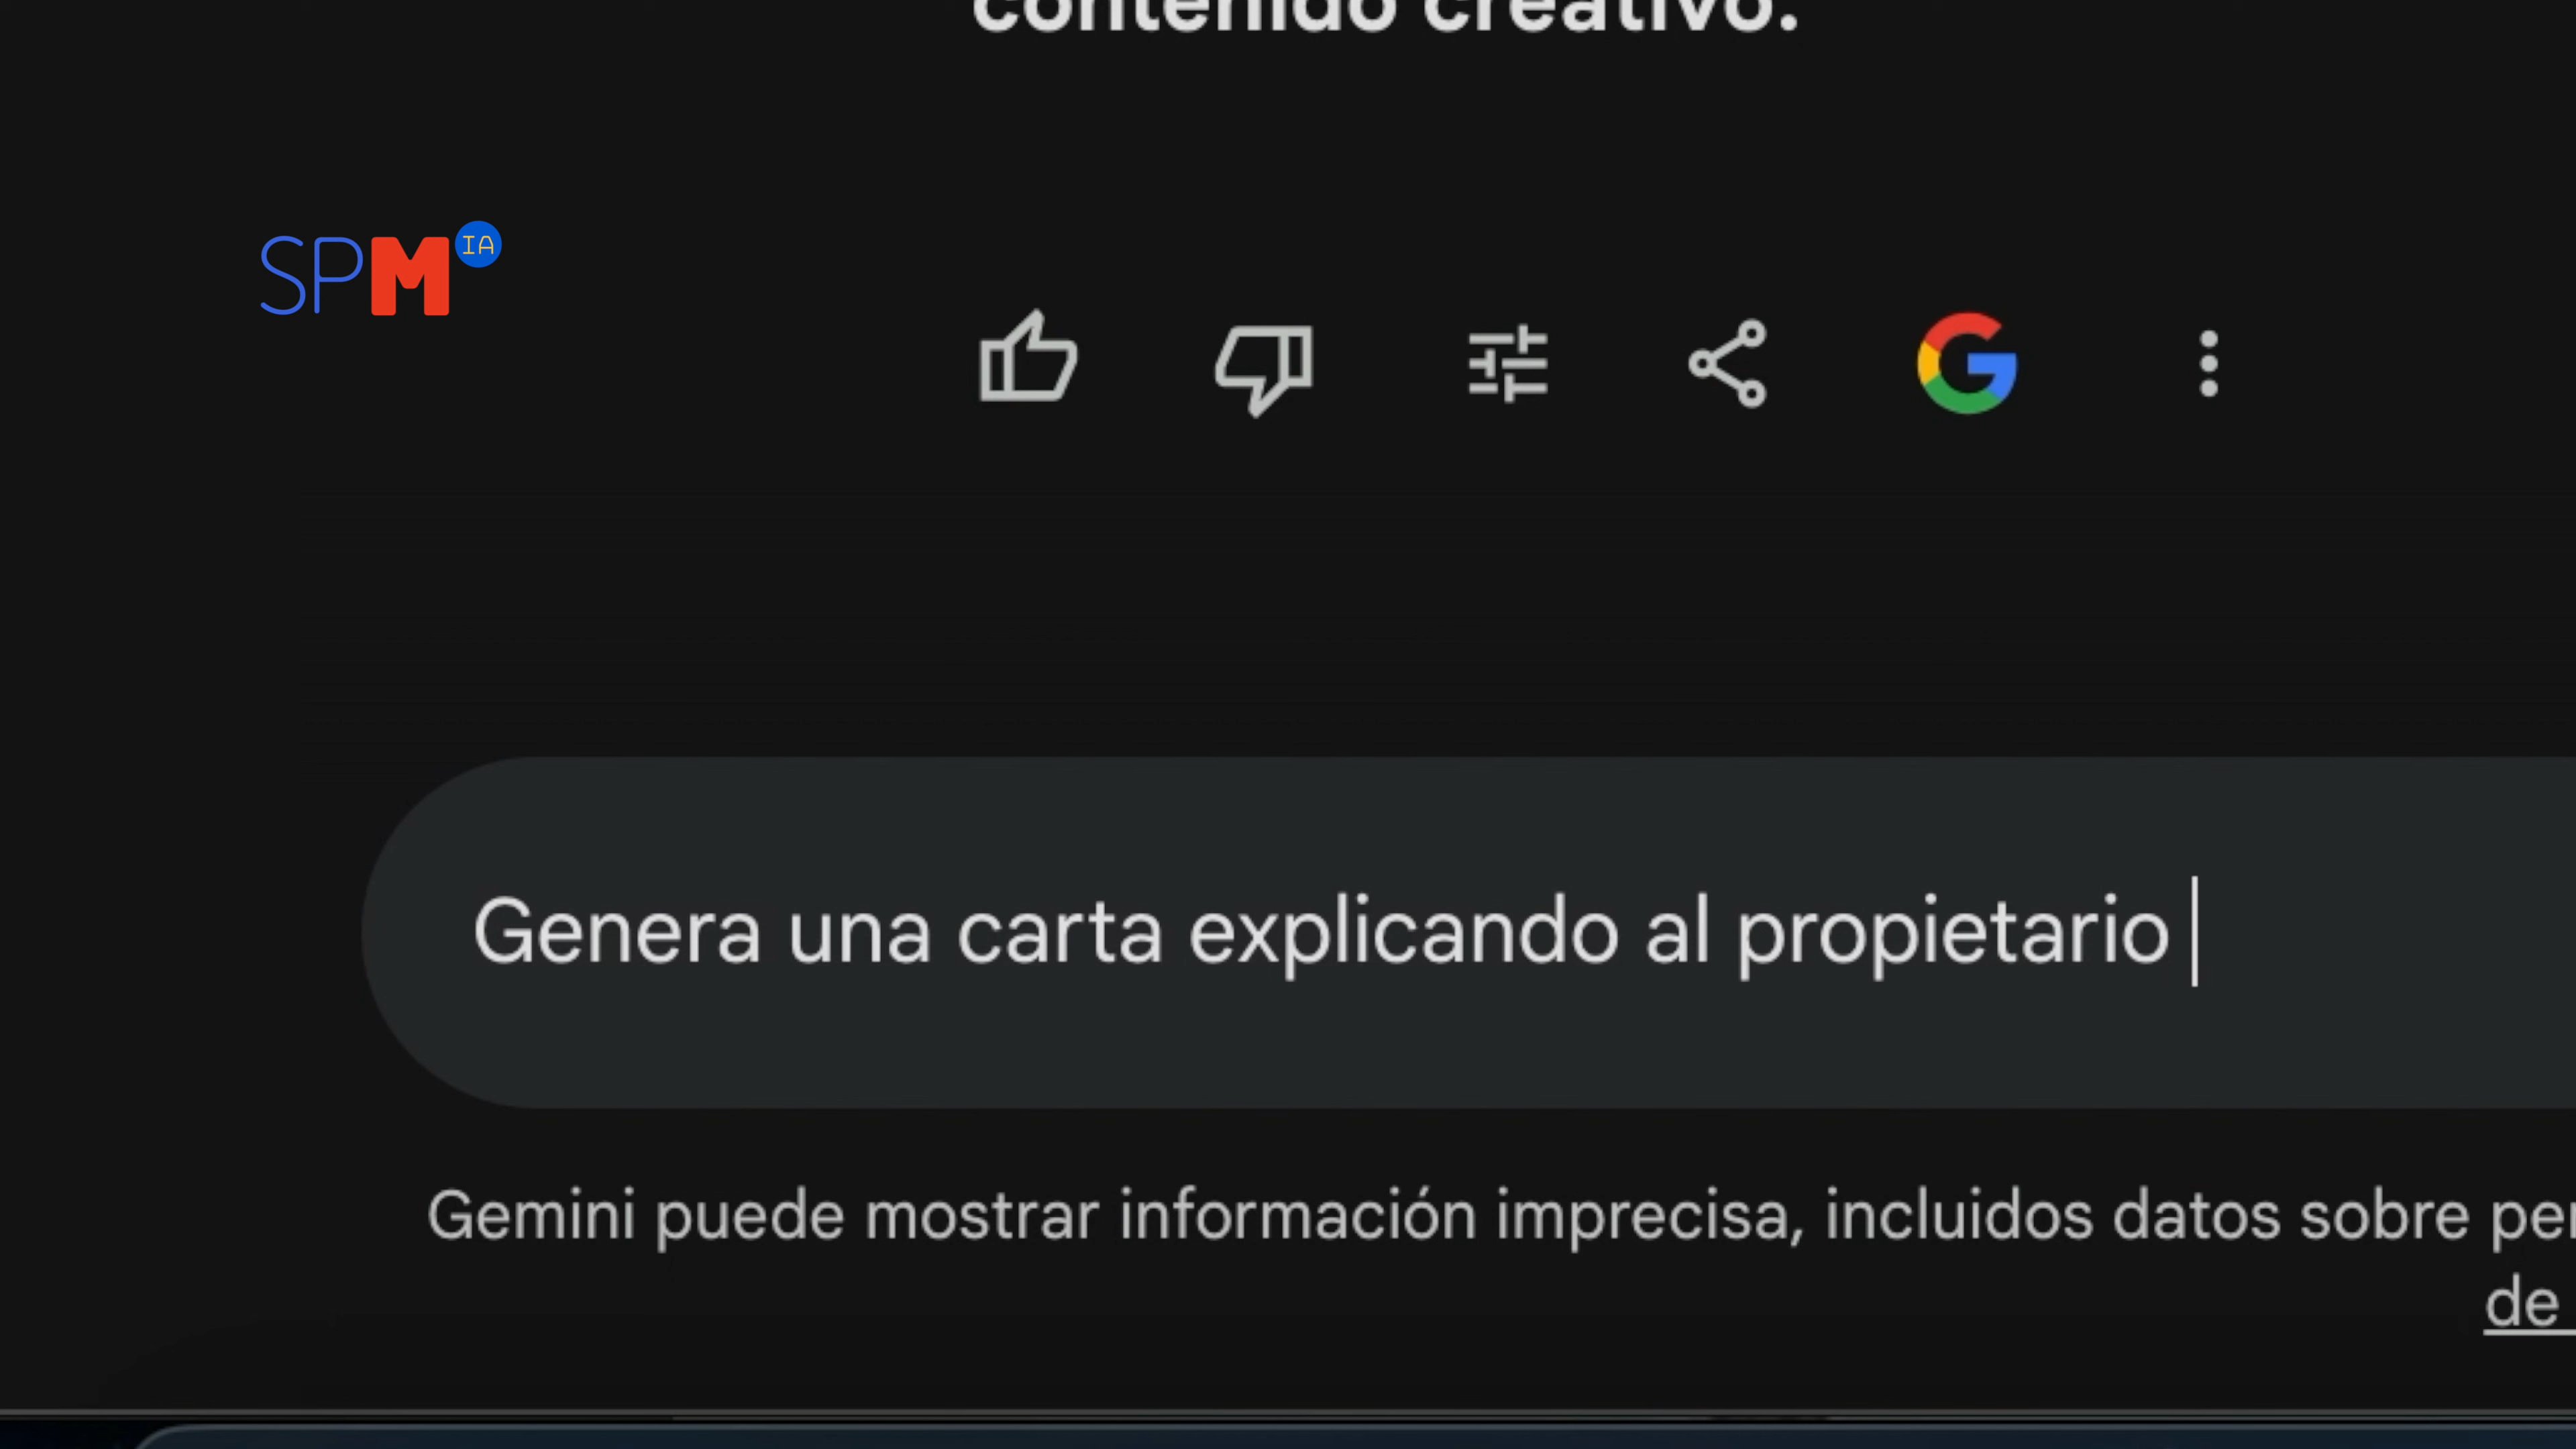 contenido creativo.
SPM IA
Genera una carta explicando al propietario
Gemini puede mostrar información imprecisa, incluidos datos sobre per
de